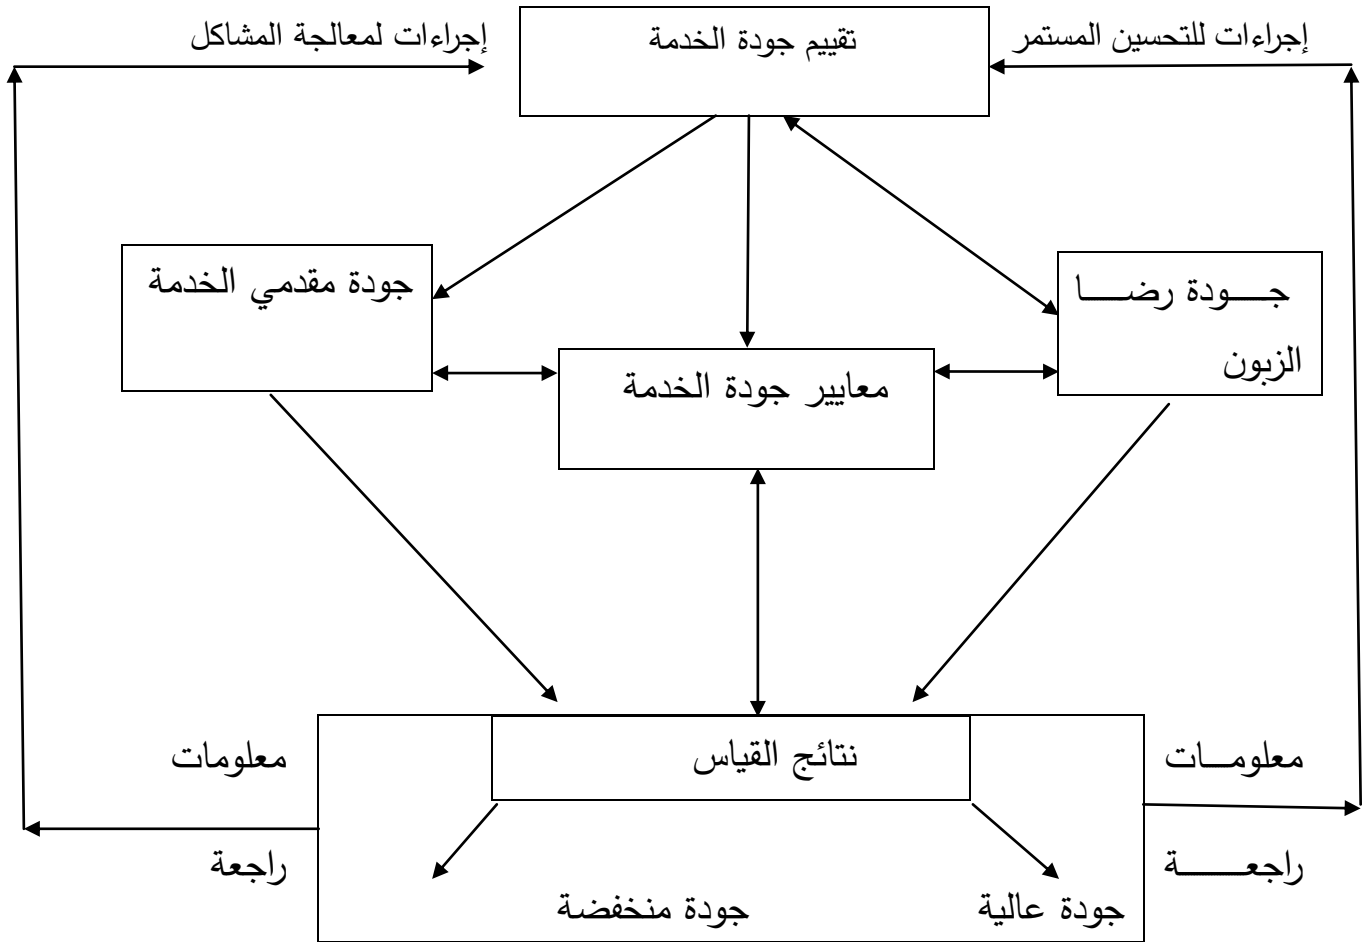 إجراءات للتحسين المستمر
تقييم جودة الخدمة
إجراءات لمعالجة المشاكل
جـــودة رضـــا
الزبون
معايير جودة الخدمة
جودة مقدمي الخدمة
معلومـــات
راجعـــــة
نتائج القياس
جودة عالية
جودة منخفضة
معلومات
راجعة